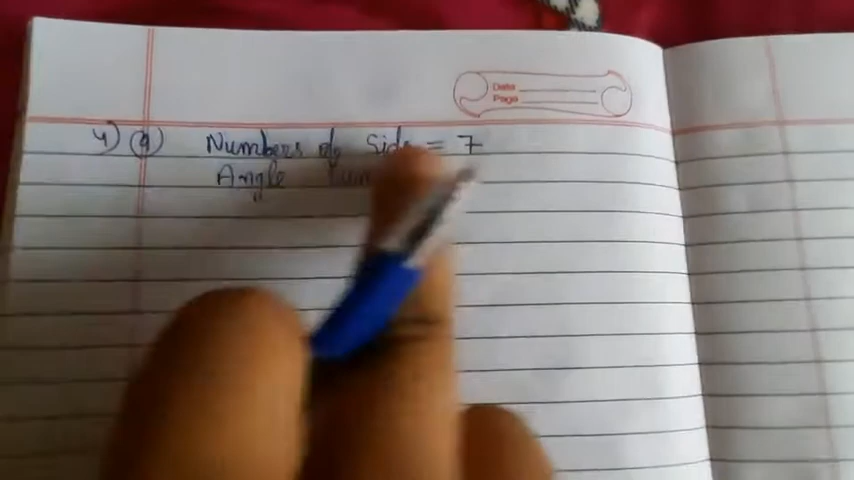 Date
Page
4) (a) Numbers of Side = 7
Angle